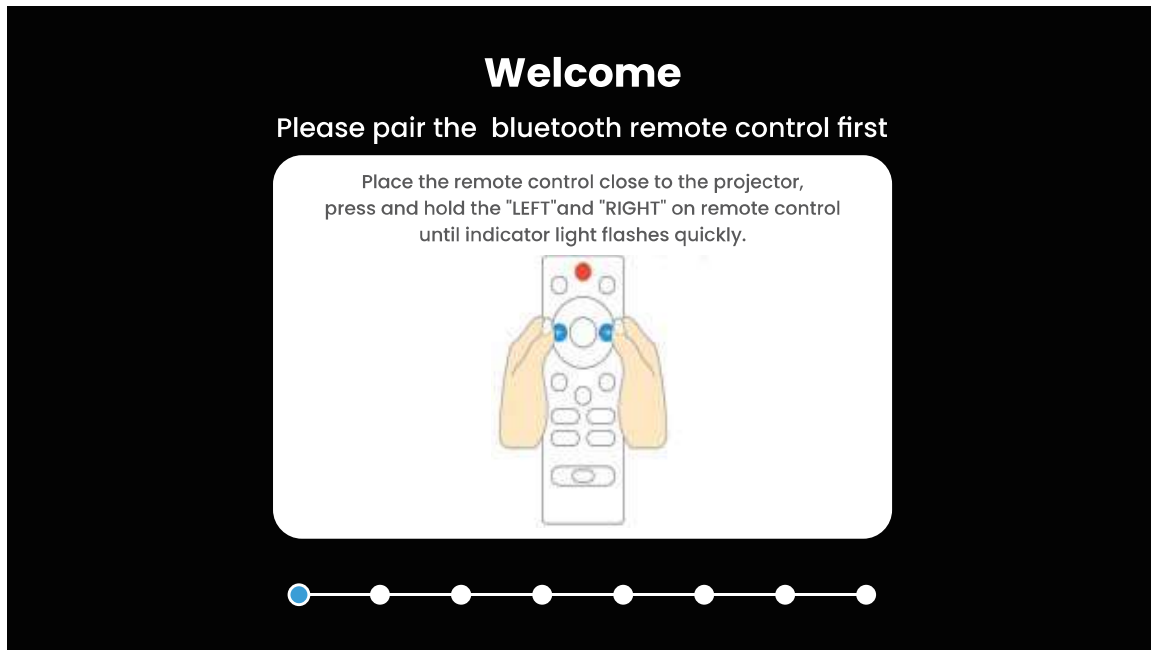 Welcome
Please pair the  bluetooth remote control first
Place the remote control close to the projector,
press and hold the "LEFT"and "RIGHT" on remote control
until indicator light flashes quickly.